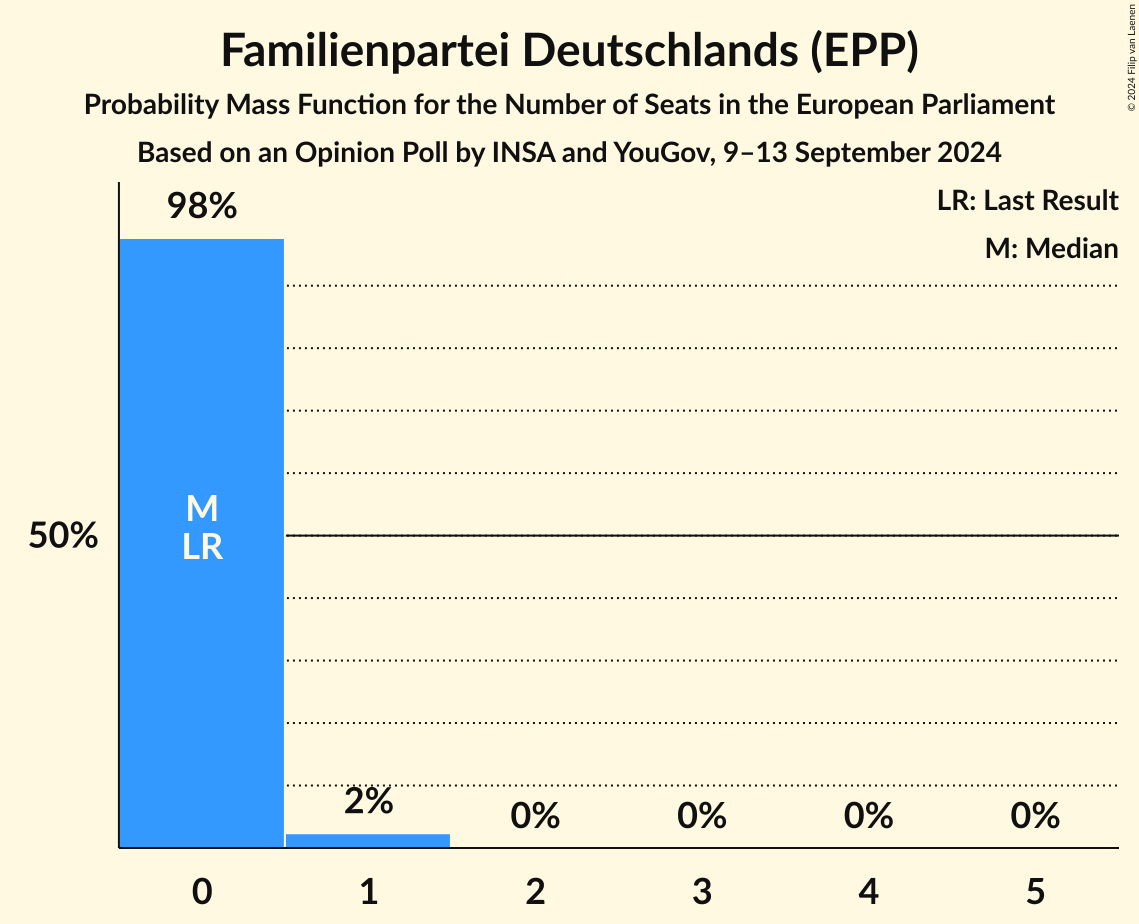 Familienpartei Deutschlands (EPP)
Probability Mass Function for the Number of Seats in the European Parliament
Based on an Opinion Poll by INSA and YouGov, 9–13 September 2024
© 2024 Filip van Laenen
LR: Last Result
M: Median
98%
M
LR
50%
2%
0%
0%
0%
0%
0
1
2
3
4
5